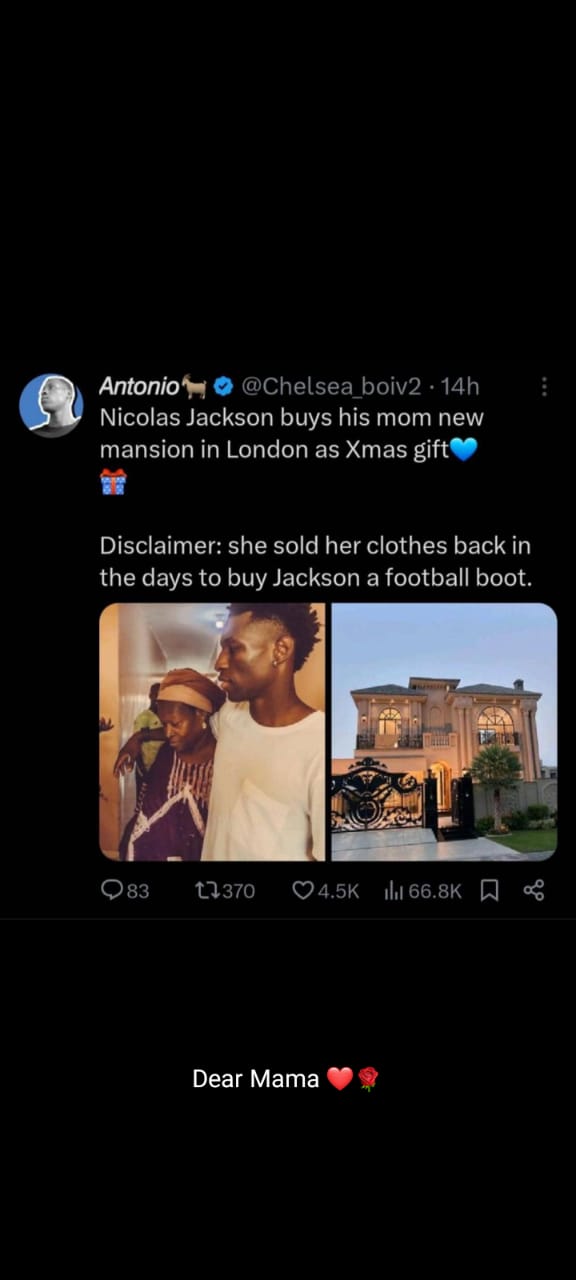 Antonio🐐 @Chelsea_boiv2 · 14h
Nicolas Jackson buys his mom new
mansion in London as Xmas gift💙
🎁
Disclaimer: she sold her clothes back in
the days to buy Jackson a football boot.
83 370 4.5K 66.8K
Dear Mama ❤️🌹